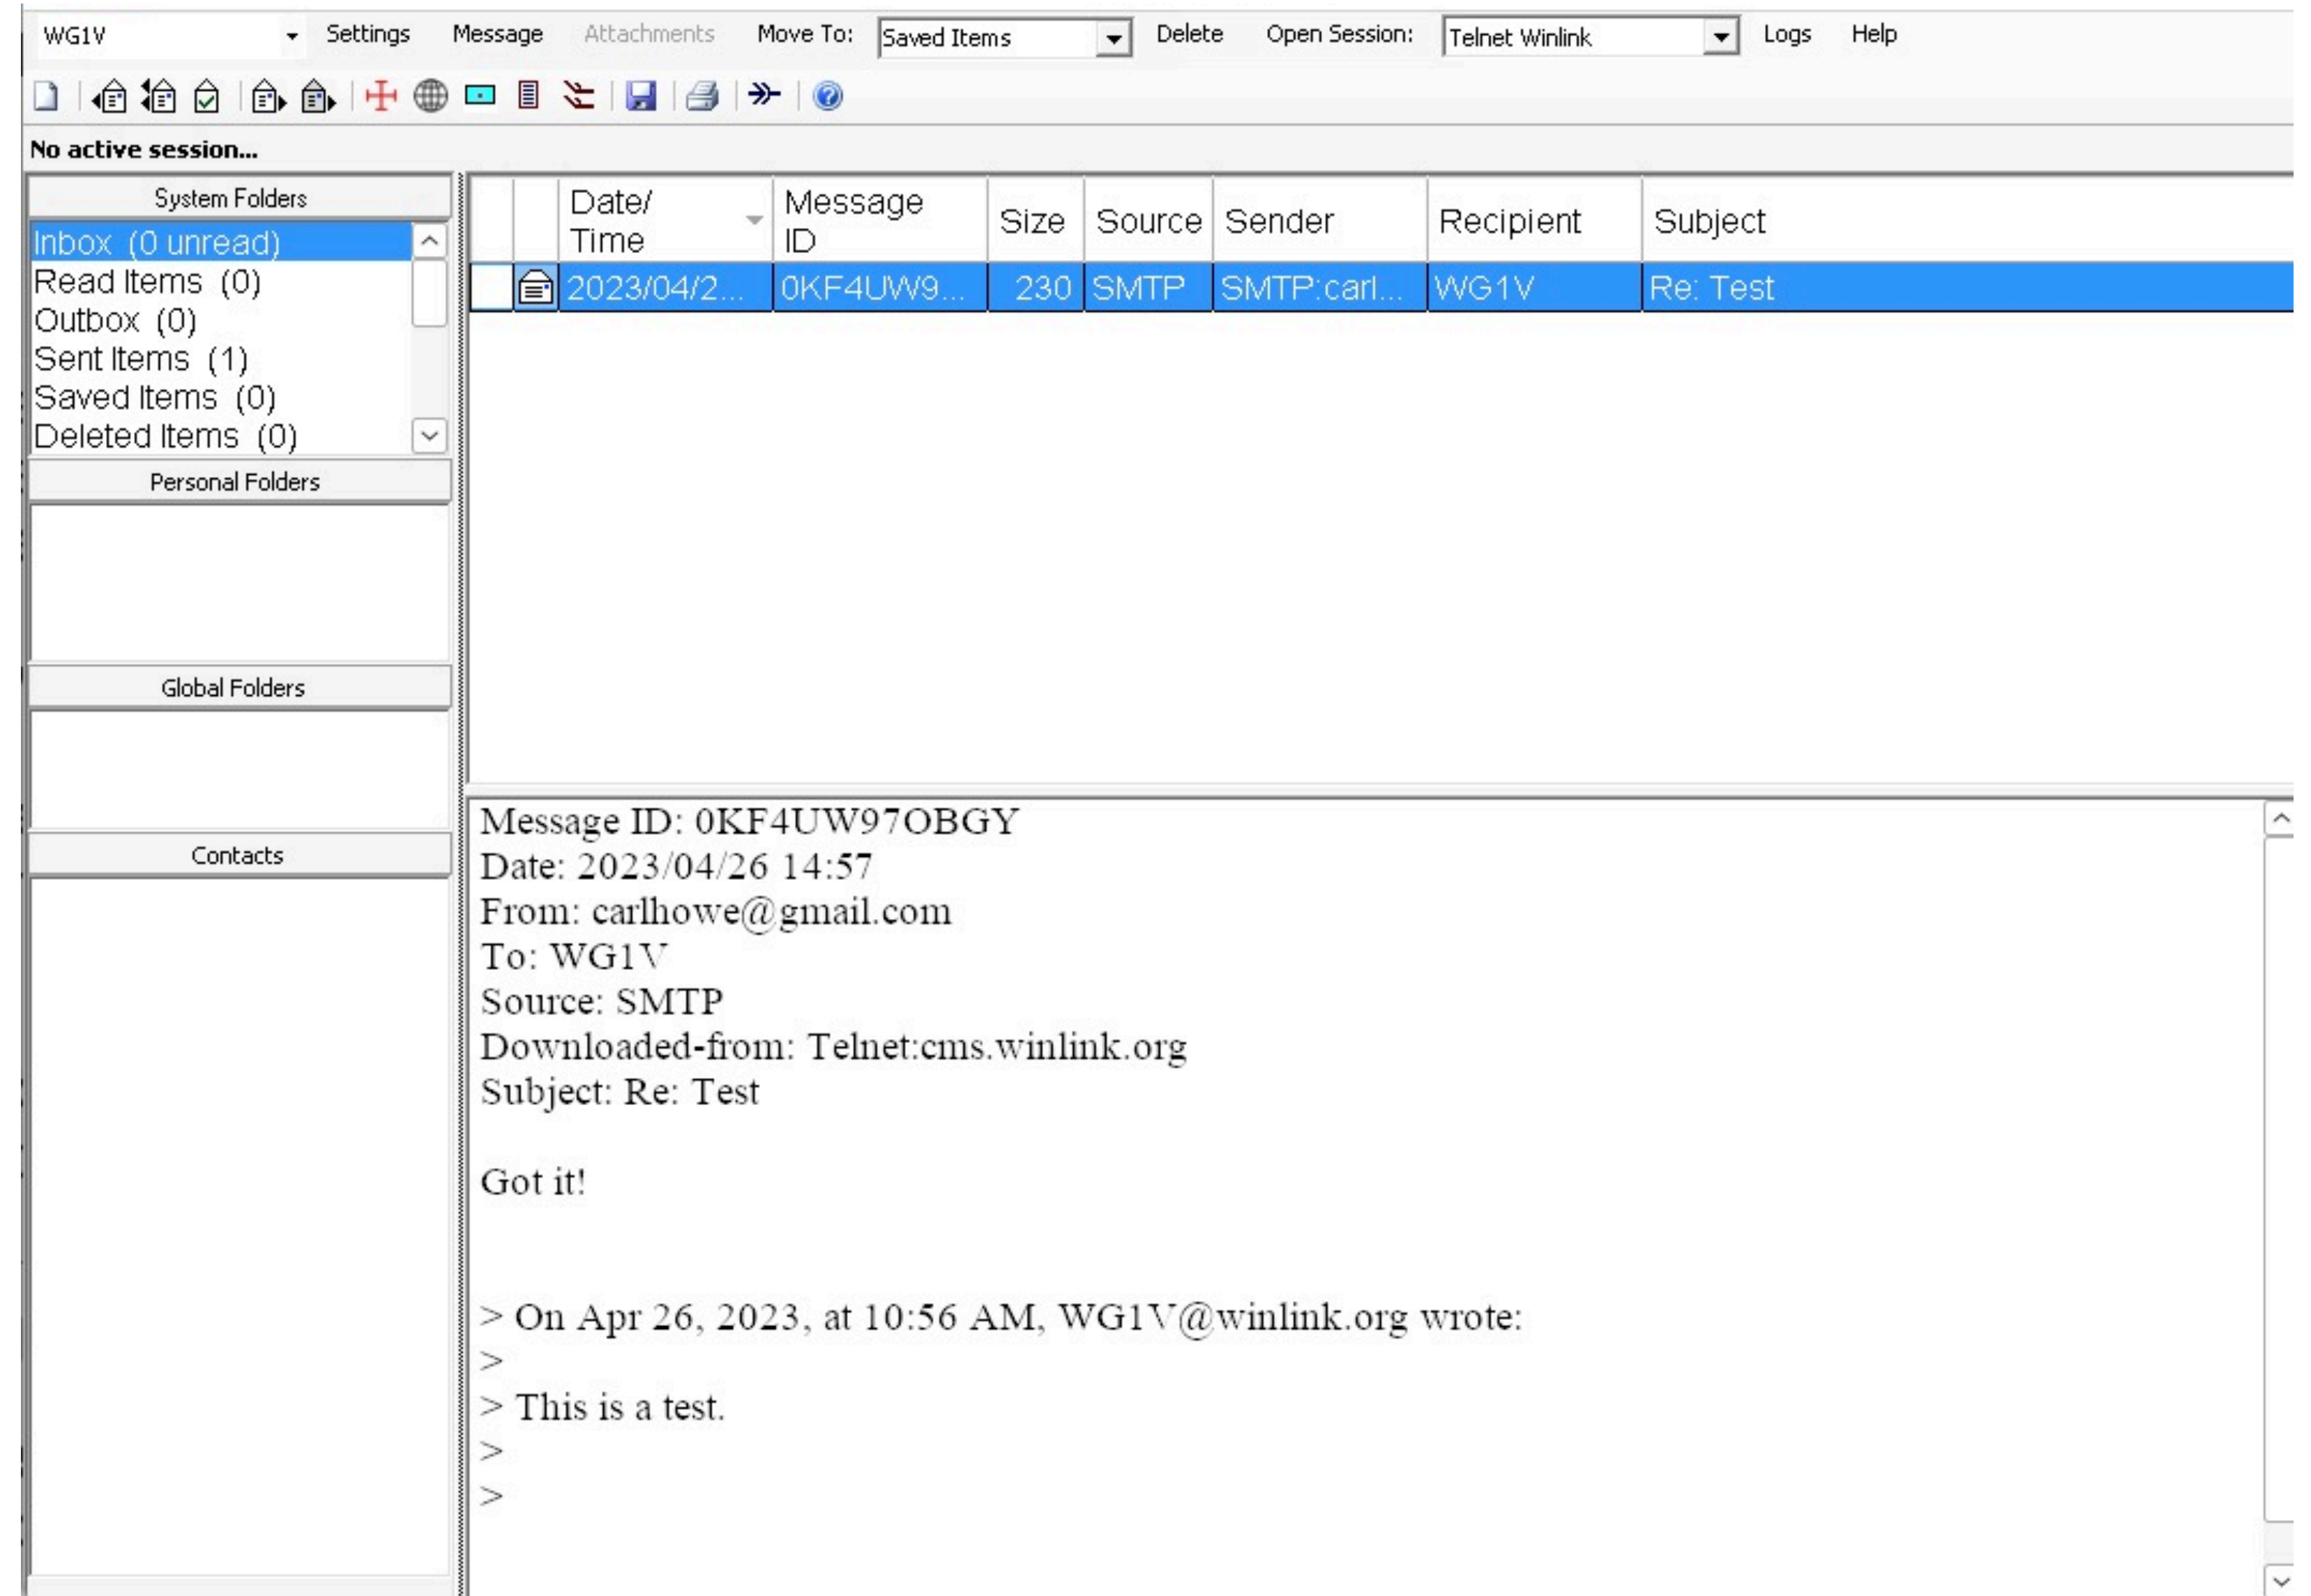 WG1V Settings Message Attachments Move To: Saved Items Delete Open Session: Telnet Winlink Logs Help
No active session...
System Folders
Inbox (0 unread)
Read Items (0)
Outbox (0)
Sent Items (1)
Saved Items (0)
Deleted Items (0)
Personal Folders
Global Folders
Contacts
Date/
Time
Message
ID
Size
Source
Sender
Recipient
Subject
2023/04/2... 0KF4UW9... 230 SMTP SMTP:carl... WG1V Re: Test
Message ID: 0KF4UW97OBGY
Date: 2023/04/26 14:57
From: carlhowe@gmail.com
To: WG1V
Source: SMTP
Downloaded-from: Telnet:cms.winlink.org
Subject: Re: Test
Got it!
> On Apr 26, 2023, at 10:56 AM, WG1V@winlink.org wrote:
>
> This is a test.
>
>